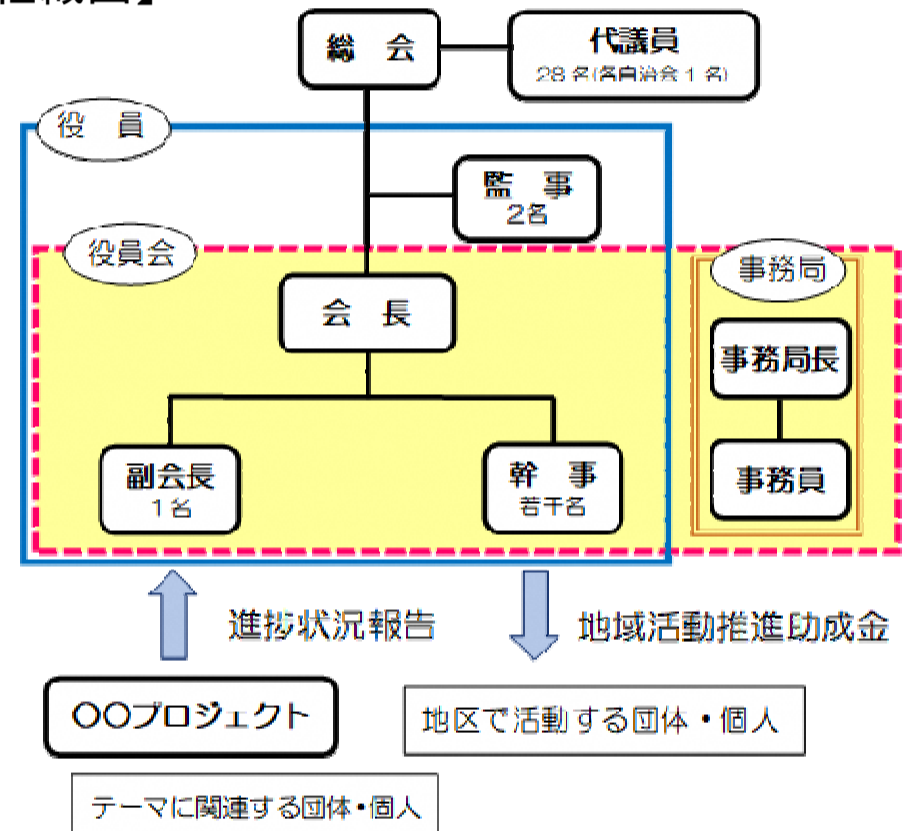 総 会
代議員
28名(各自治会1名)
役 員
監 事
2名
役員会
事務局
会 長
事務局長
副会長
1名
幹 事
若干名
事務員
進捗状況報告
地域活動推進助成金
〇〇プロジェクト
地区で活動する団体・個人
テーマに関連する団体・個人